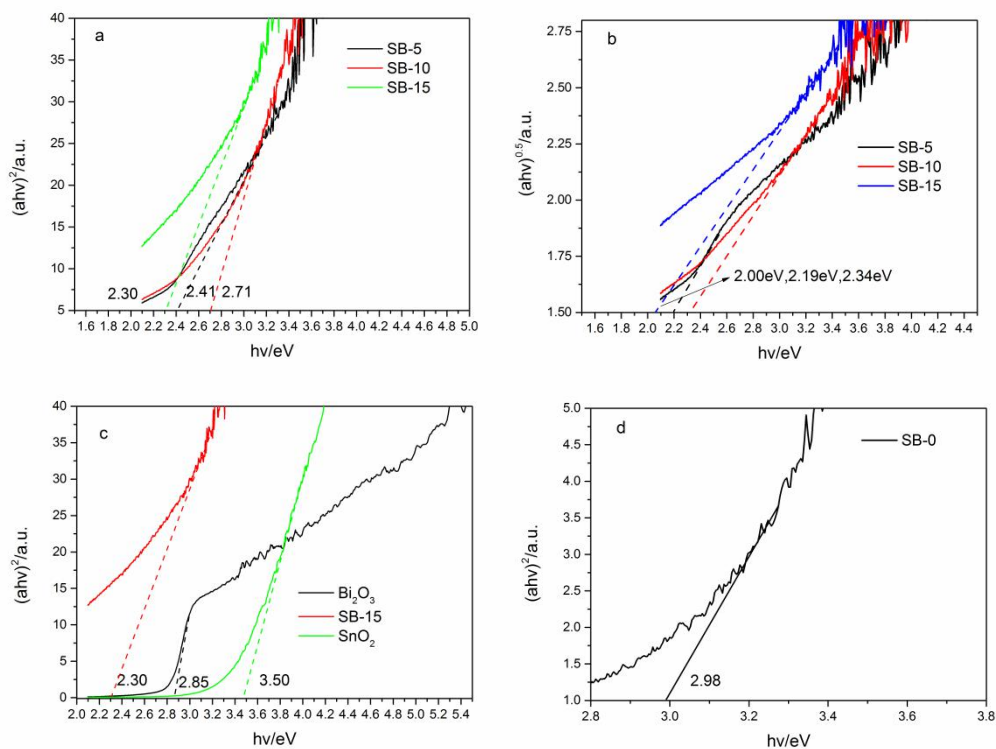 a
SB-5
SB-10
SB-15
(ahv)²/a.u.
40
35
30
25
20
15
10
5
2.30
2.41
2.71
1.6 2.0 2.2 2.4 2.6 2.8 3.0 3.2 3.4 3.6 3.8 4.0 4.2 4.4 4.6 4.8 5.0
hv/eV
b
SB-5
SB-10
SB-15
(ahv)⁰·⁵/a.u.
2.75
2.50
2.25
2.00
1.75
1.50
2.00eV,2.19eV,2.34eV
1.6 1.8 2.0 2.2 2.4 2.6 2.8 3.0 3.2 3.4 3.6 3.8 4.0 4.2 4.4
hv/eV
c
Bi₂O₃
SB-15
SnO₂
(ahv)²/a.u.
40
35
30
25
20
15
10
5
0
2.30
2.85
3.50
2.0 2.2 2.4 2.6 2.8 3.0 3.2 3.4 3.6 3.8 4.0 4.2 4.4 4.6 4.8 5.0 5.2 5.4
hv/eV
d
SB-0
(ahv)²/a.u.
5.0
4.5
4.0
3.5
3.0
2.5
2.0
1.5
1.0
2.98
2.8 3.0 3.2 3.4 3.6 3.8
hv/eV